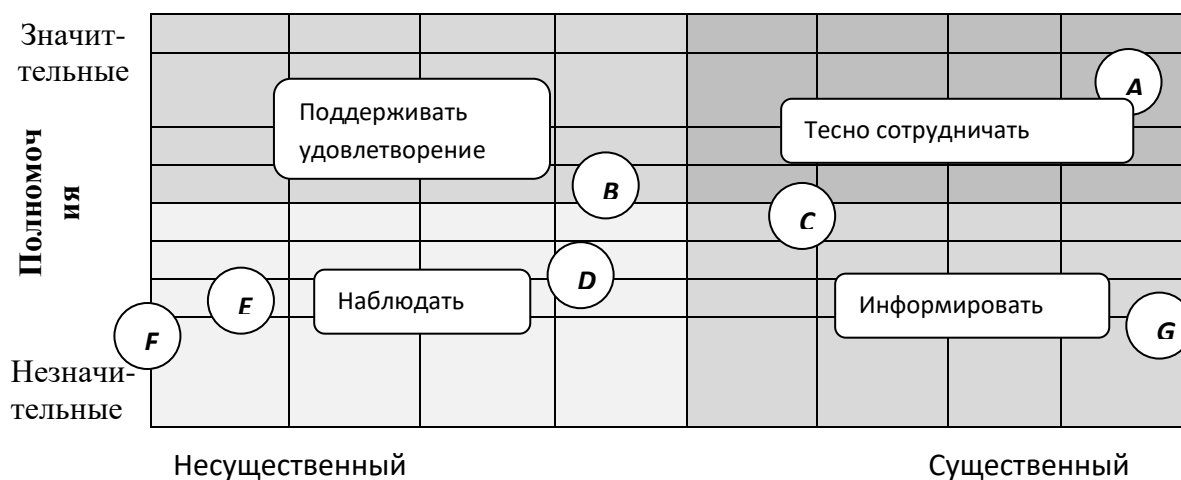 Значит-
тельные
Полномоч
ия
Поддерживать
удовлетворение
Тесно сотрудничать
A
B
C
D
E
F
G
Наблюдать
Информировать
Незначи-
тельные
Несущественный
Существенный